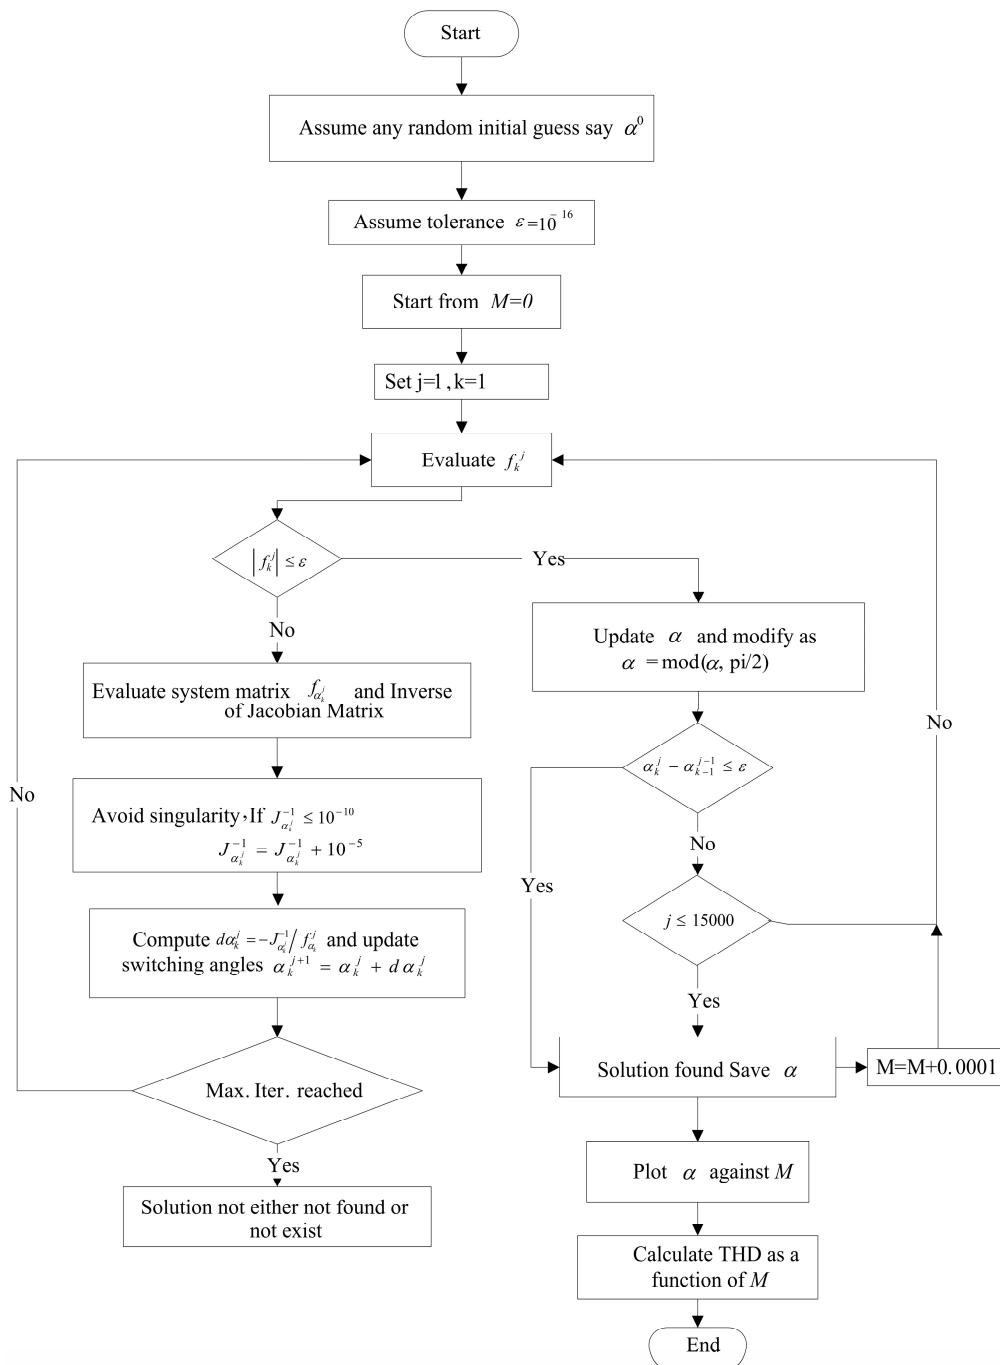 Start
Assume any random initial guess say α⁰
Assume tolerance ε=10⁻¹⁶
Start from M=0
Set j=1,k=1
Evaluate f_k^j
|f_k^j| ≤ ε
Yes
No
Update α and modify as
α = mod(α, pi/2)
Evaluate system matrix f_{α_k^j} and Inverse
of Jacobian Matrix
No
α_k^j − α_{k−1}^{j−1} ≤ ε
No
Avoid singularity,If J_{α_k^j}^{−1} ≤ 10^{−10}
J_{α_k^j}^{−1} = J_{α_k^j}^{−1} + 10^{−5}
No
Yes
j ≤ 15000
Compute dα_k^j = −J_{α_k^j}^{−1} / f_{α_k}^j and update
switching angles α_k^{j+1} = α_k^j + dα_k^j
Yes
Max. Iter. reached
Solution found Save α
M=M+0.0001
Yes
Solution not either not found or
not exist
Plot α against M
Calculate THD as a
function of M
End